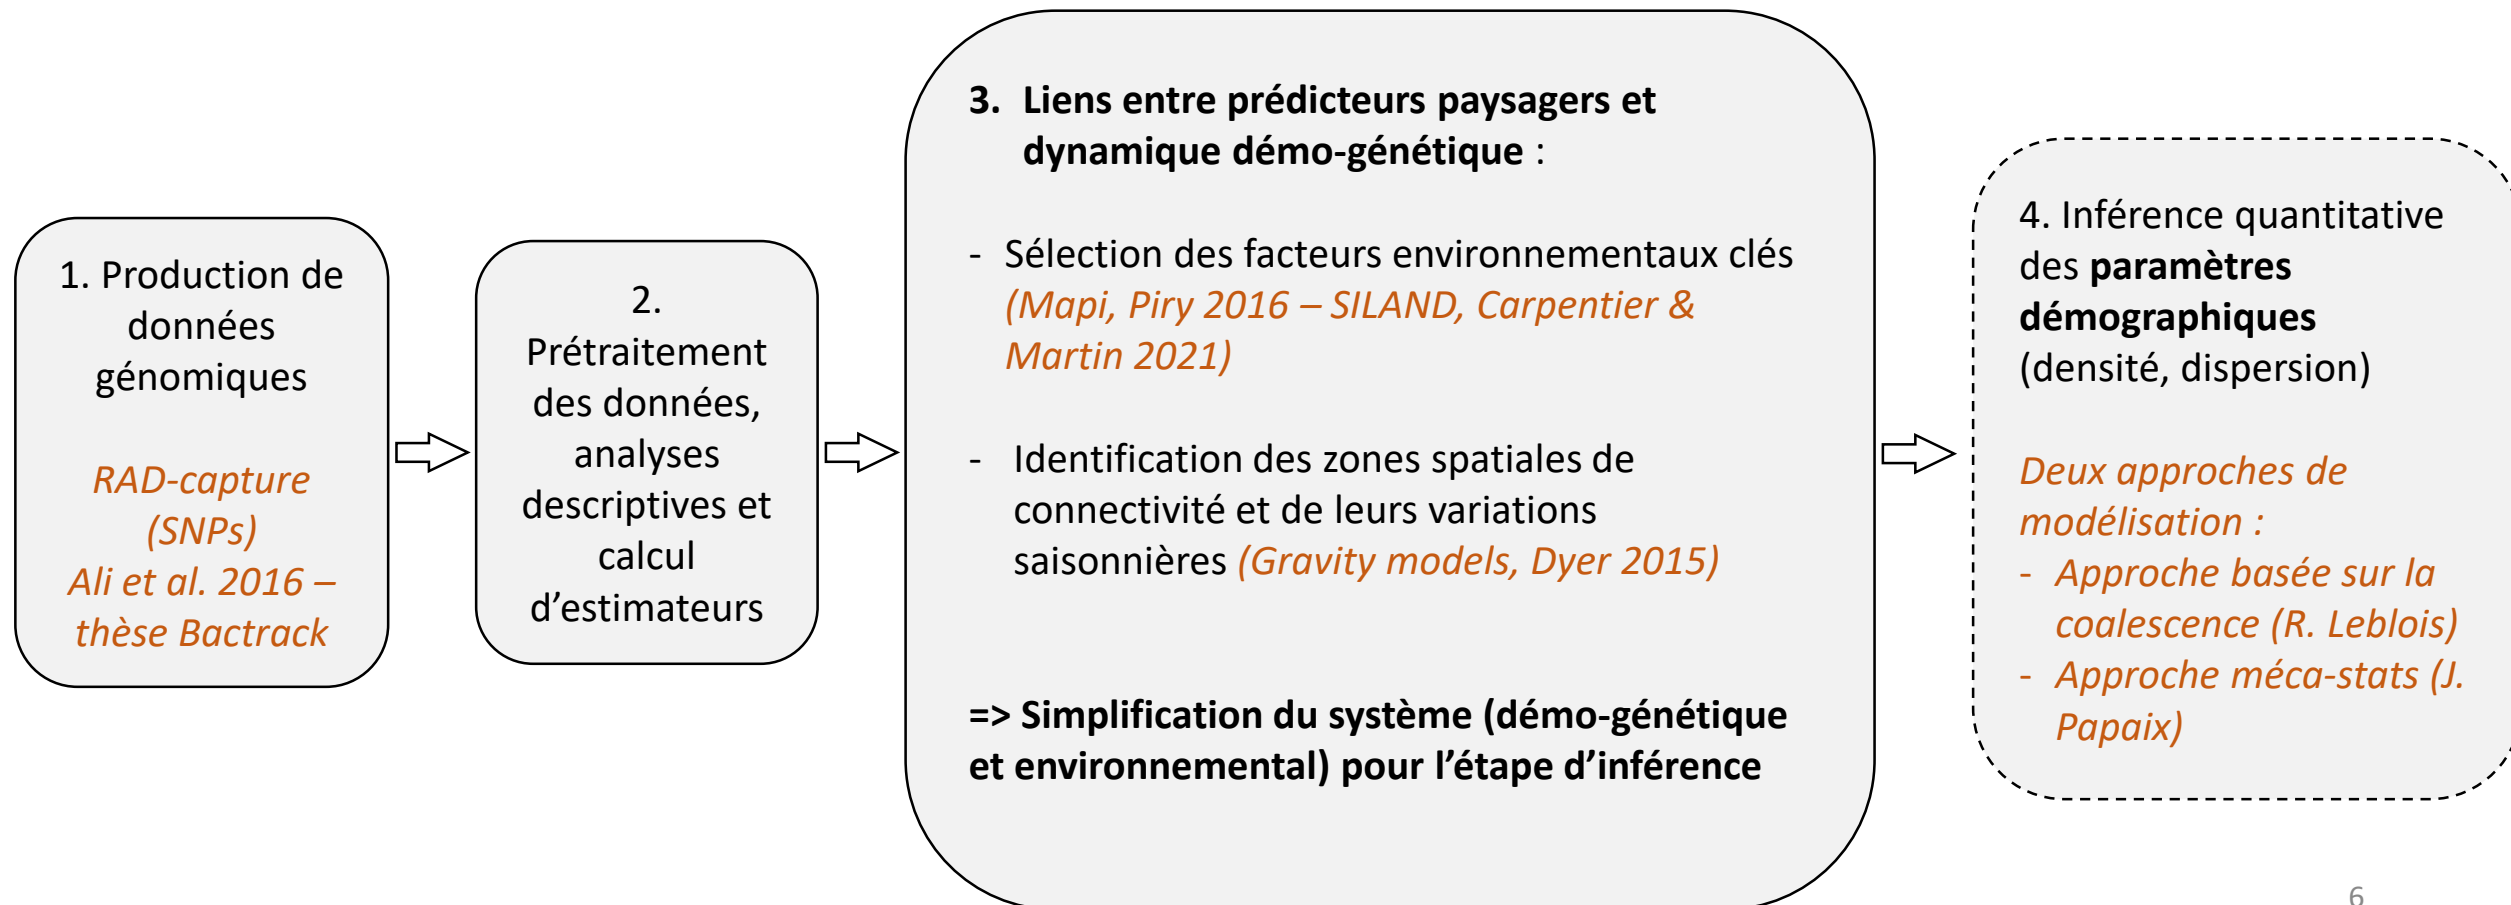 1. Production de
données
génomiques
RAD-capture
(SNPs)
Ali et al. 2016 –
thèse Bactrack
2.
Prétraitement
des données,
analyses
descriptives et
calcul
d’estimateurs
3. Liens entre prédicteurs paysagers et
dynamique démo-génétique :
- Sélection des facteurs environnementaux clés
(Mapi, Piry 2016 – SILAND, Carpentier &
Martin 2021)
- Identification des zones spatiales de
connectivité et de leurs variations
saisonnières (Gravity models, Dyer 2015)
=> Simplification du système (démo-génétique
et environnemental) pour l’étape d’inférence
4. Inférence quantitative
des paramètres
démographiques
(densité, dispersion)
Deux approches de
modélisation :
- Approche basée sur la
coalescence (R. Leblois)
- Approche méca-stats (J.
Papaix)
6